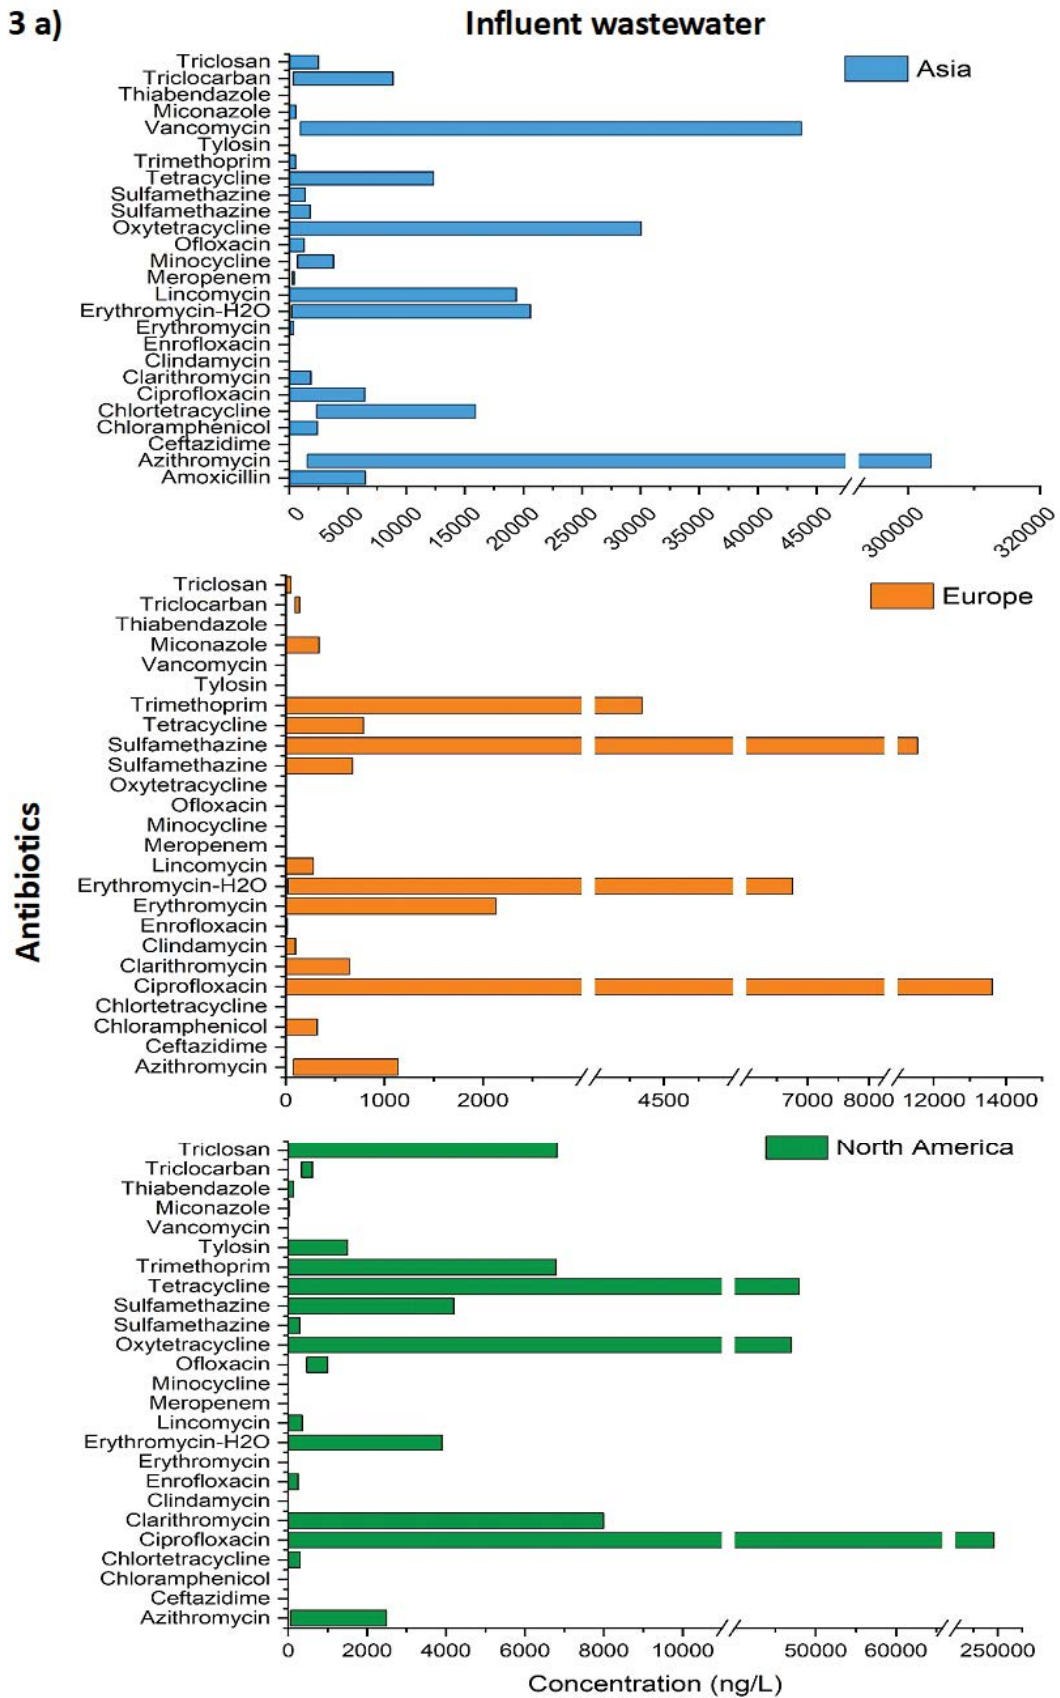 3 a)
Influent wastewater
Asia
Triclosan
Triclocarban
Thiabendazole
Miconazole
Vancomycin
Tylosin
Trimethoprim
Tetracycline
Sulfamethazine
Sulfamethazine
Oxytetracycline
Ofloxacin
Minocycline
Meropenem
Lincomycin
Erythromycin-H2O
Erythromycin
Enrofloxacin
Clindamycin
Clarithromycin
Ciprofloxacin
Chlortetracycline
Chloramphenicol
Ceftazidime
Azithromycin
Amoxicillin
0 5000 10000 15000 20000 25000 30000 35000 40000 45000 300000 320000
Europe
Triclosan
Triclocarban
Thiabendazole
Miconazole
Vancomycin
Tylosin
Trimethoprim
Tetracycline
Sulfamethazine
Sulfamethazine
Oxytetracycline
Ofloxacin
Minocycline
Meropenem
Lincomycin
Erythromycin-H2O
Erythromycin
Enrofloxacin
Clindamycin
Clarithromycin
Ciprofloxacin
Chlortetracycline
Chloramphenicol
Ceftazidime
Azithromycin
0 1000 2000 4500 7000 8000 12000 14000
Antibiotics
North America
Triclosan
Triclocarban
Thiabendazole
Miconazole
Vancomycin
Tylosin
Trimethoprim
Tetracycline
Sulfamethazine
Sulfamethazine
Oxytetracycline
Ofloxacin
Minocycline
Meropenem
Lincomycin
Erythromycin-H2O
Erythromycin
Enrofloxacin
Clindamycin
Clarithromycin
Ciprofloxacin
Chlortetracycline
Chloramphenicol
Ceftazidime
Azithromycin
0 2000 4000 6000 8000 10000 50000 60000 250000
Concentration (ng/L)